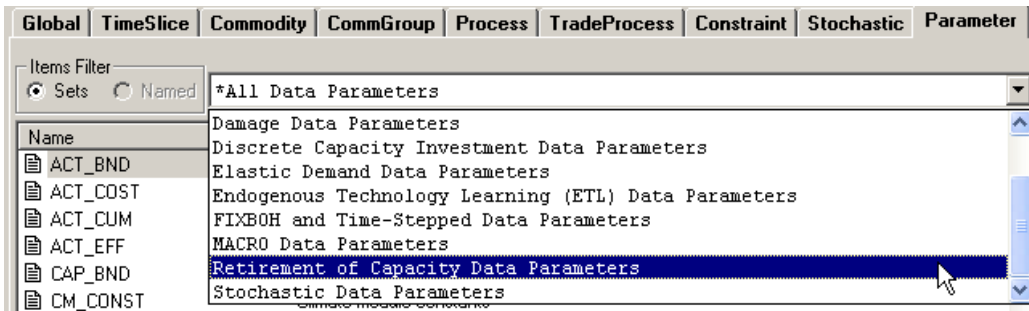 Global TimeSlice Commodity CommGroup Process TradeProcess Constraint Stochastic Parameter
Items Filter
Sets Named *All Data Parameters
Damage Data Parameters
Name
Discrete Capacity Investment Data Parameters
ACT_BND
Elastic Demand Data Parameters
ACT_COST
Endogenous Technology Learning (ETL) Data Parameters
ACT_CUM
FIXBOH and Time-Stepped Data Parameters
ACT_EFF
MACRO Data Parameters
CAP_BND
Retirement of Capacity Data Parameters
CM_CONST
Stochastic Data Parameters